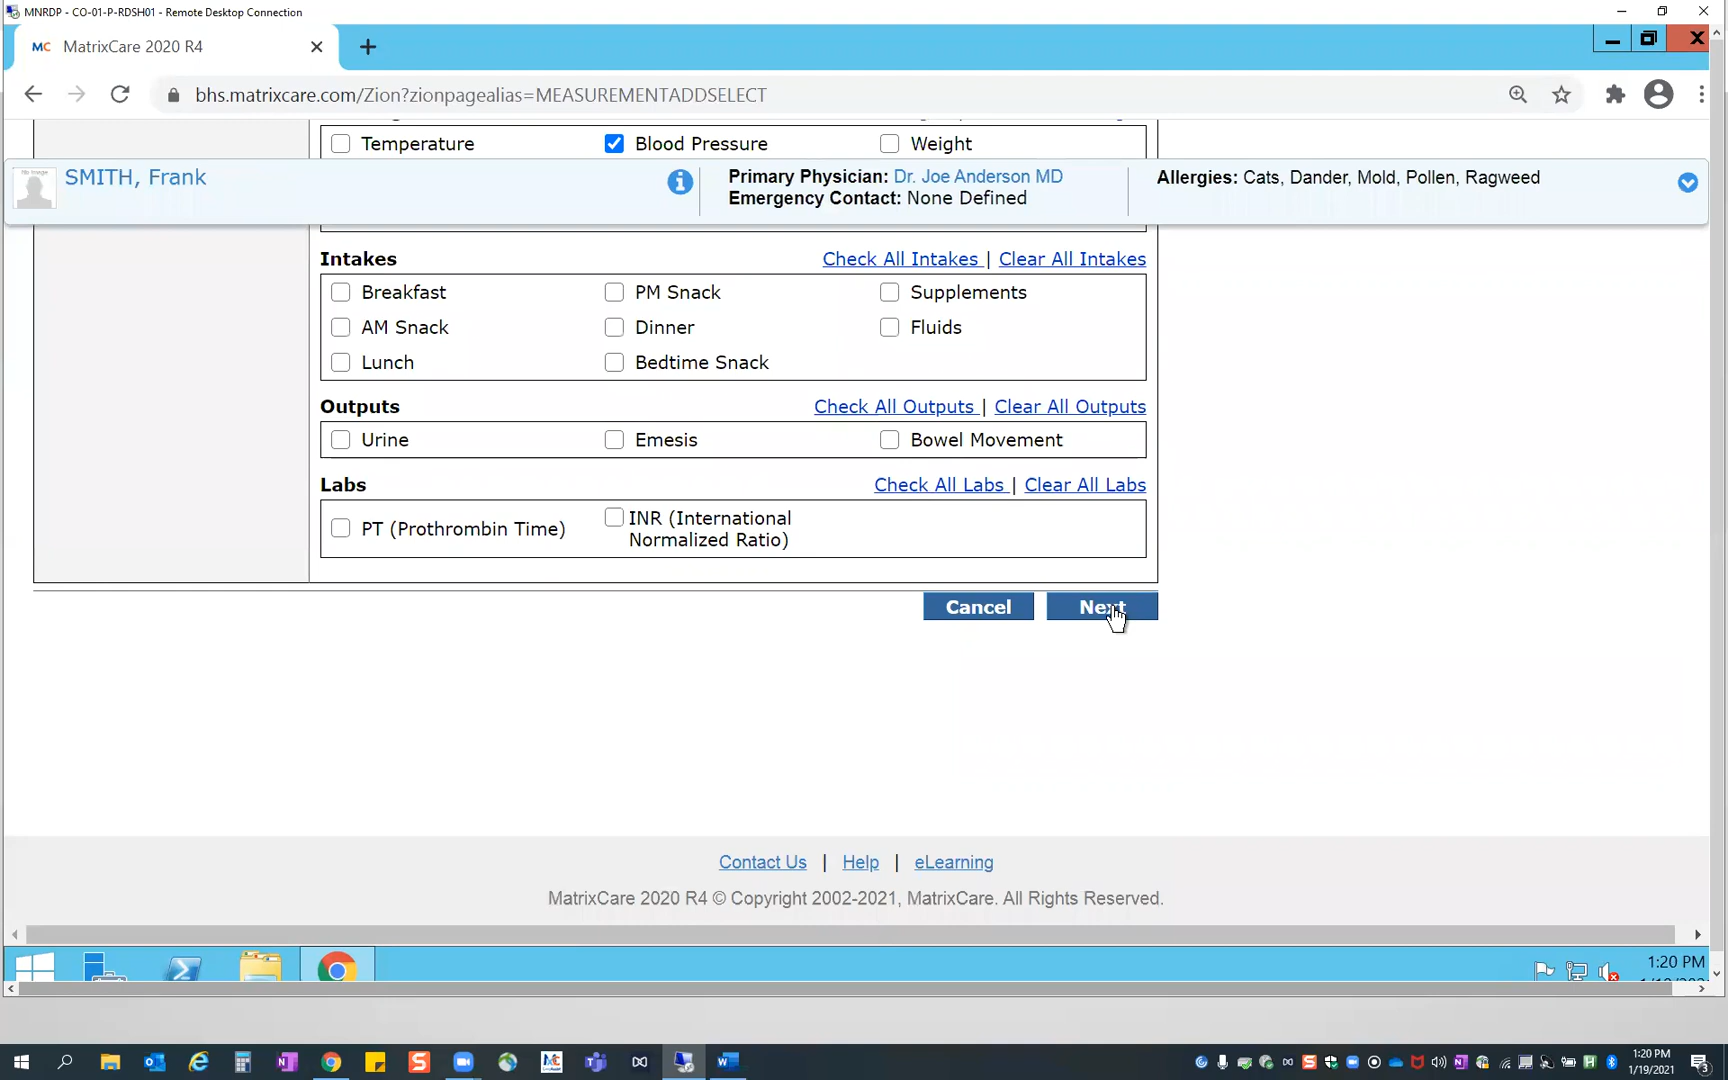 MNRDP - CO-01-P-RDSH01 - Remote Desktop Connection
MC MatrixCare 2020 R4
bhs.matrixcare.com/Zion?zionpagealias=MEASUREMENTADDSELECT
Temperature Blood Pressure Weight
SMITH, Frank
Primary Physician: Dr. Joe Anderson MD
Emergency Contact: None Defined
Allergies: Cats, Dander, Mold, Pollen, Ragweed
Intakes Check All Intakes | Clear All Intakes
Breakfast PM Snack Supplements
AM Snack Dinner Fluids
Lunch Bedtime Snack
Outputs Check All Outputs | Clear All Outputs
Urine Emesis Bowel Movement
Labs Check All Labs | Clear All Labs
PT (Prothrombin Time) INR (International
Normalized Ratio)
Cancel Next
Contact Us | Help | eLearning
MatrixCare 2020 R4 © Copyright 2002-2021, MatrixCare. All Rights Reserved.
1:20 PM
1:20 PM
1/19/2021